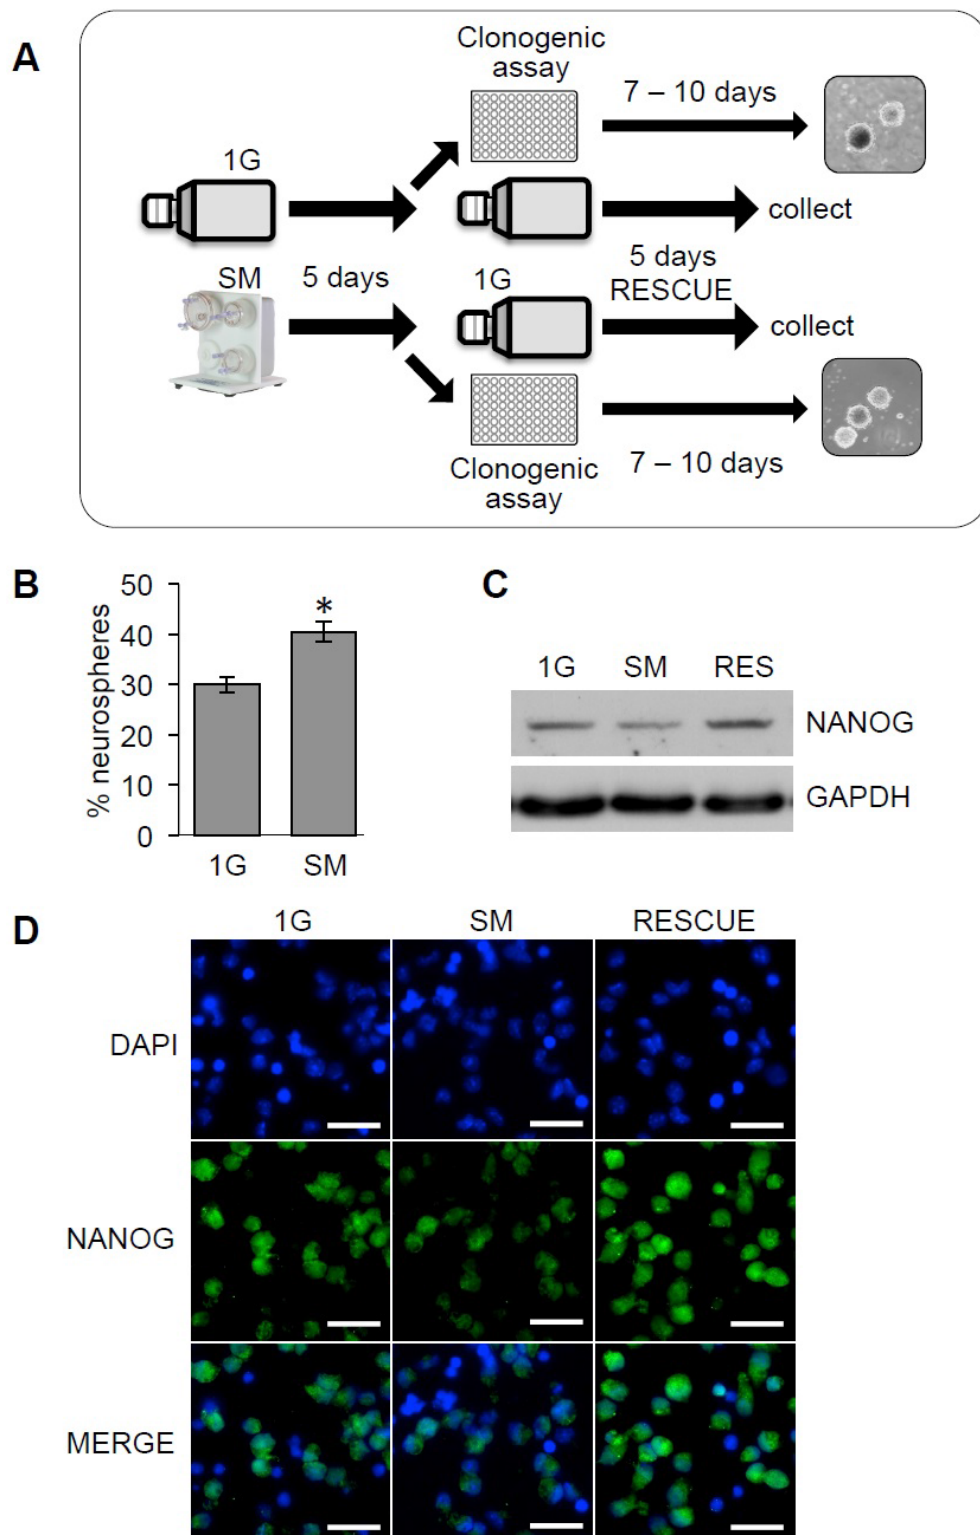 A
Clonogenic
assay
7 – 10 days
1G
collect
SM
5 days
1G
5 days
RESCUE
collect
Clonogenic
assay
7 – 10 days
B
% neurospheres
50
40
30
20
10
0
*
1G
SM
C
1G SM RES
NANOG
GAPDH
D
1G SM RESCUE
DAPI
NANOG
MERGE